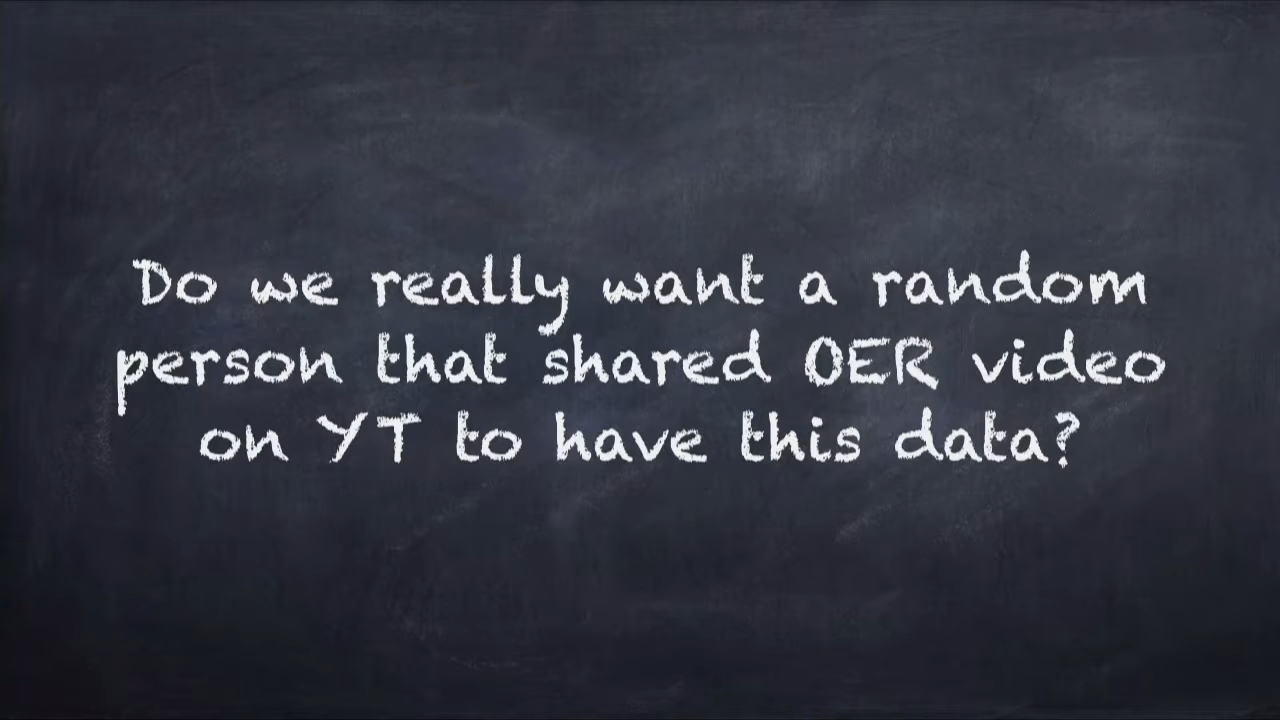 Do we really want a random
person that shared OER video
on YT to have this data?